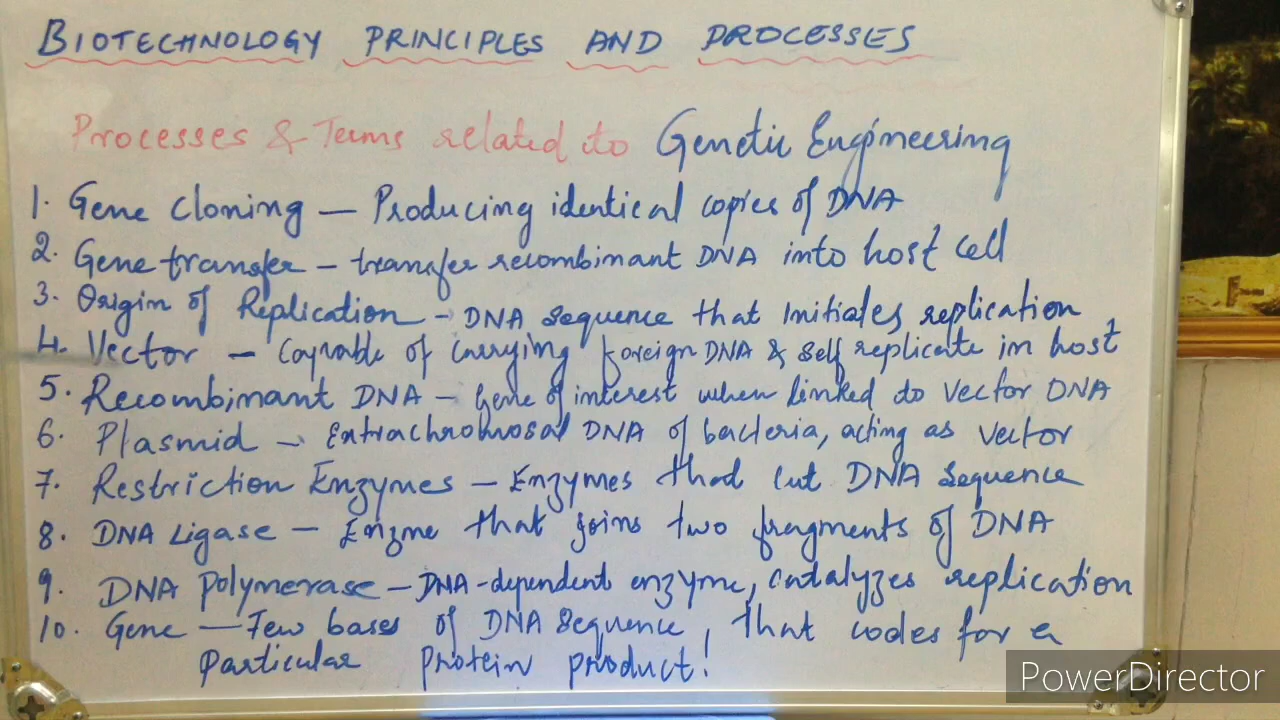 BIOTECHNOLOGY PRINCIPLES AND PROCESSES
Processes & Terms related to Genetic Engineering
1. Gene Cloning — Producing identical copies of DNA
2. Gene transfer — transfer recombinant DNA into host cell
3. Origin of Replication — DNA sequence that initiates replication
4. Vector — Capable of carrying foreign DNA & self replicate in host
5. Recombinant DNA — Gene of interest when linked to vector DNA
6. Plasmid — Extrachromosal DNA of bacteria, acting as vector
7. Restriction Enzymes — Enzymes that cut DNA sequence
8. DNA Ligase — Enzme that joins two fragments of DNA
9. DNA polymerase — DNA-dependent enzyme, catalyzes replication
10. Gene — Few bases of DNA sequence, that codes for a
particular protein product!
PowerDirector